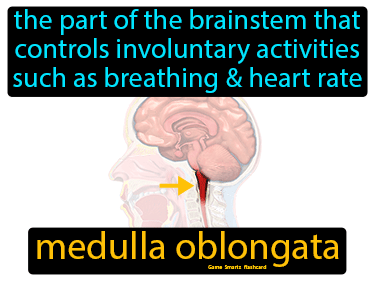 the part of the brainstem that
controls involuntary activities
such as breathing & heart rate
medulla oblongata
Game Smartz flashcard